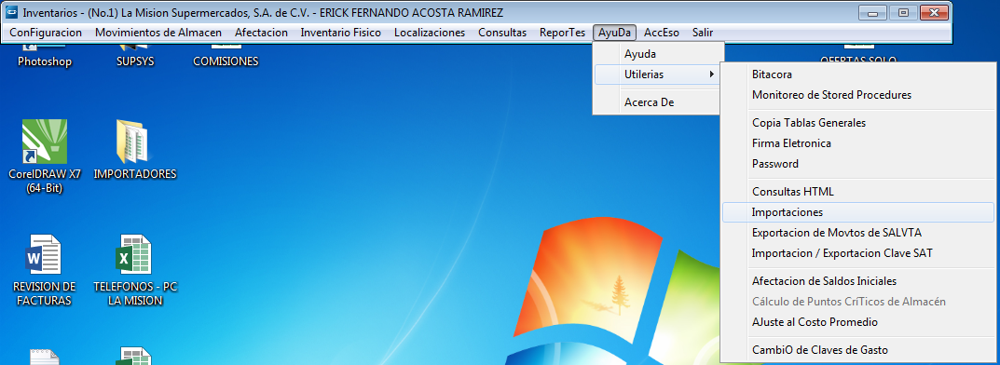 Inventarios - (No.1) La Mision Supermercados, S.A. de C.V. - ERICK FERNANDO ACOSTA RAMIREZ
ConFiguracion Movimientos de Almacen Afectacion Inventario Fisico Localizaciones Consultas ReporTes AyuDa AccEso Salir
Photoshop SUPSYS COMISIONES OFERTAS SOLO
Ayuda
Utilerias
Acerca De
Bitacora
Monitoreo de Stored Procedures
Copia Tablas Generales
Firma Eletronica
Password
Consultas HTML
Importaciones
Exportacion de Movtos de SALVTA
Importacion / Exportacion Clave SAT
Afectacion de Saldos Iniciales
Cálculo de Puntos CríTicos de Almacén
AJuste al Costo Promedio
CambiO de Claves de Gasto
CorelDRAW X7
(64-Bit)
IMPORTADORES
REVISION DE
FACTURAS
TELEFONOS - PC
LA MISION